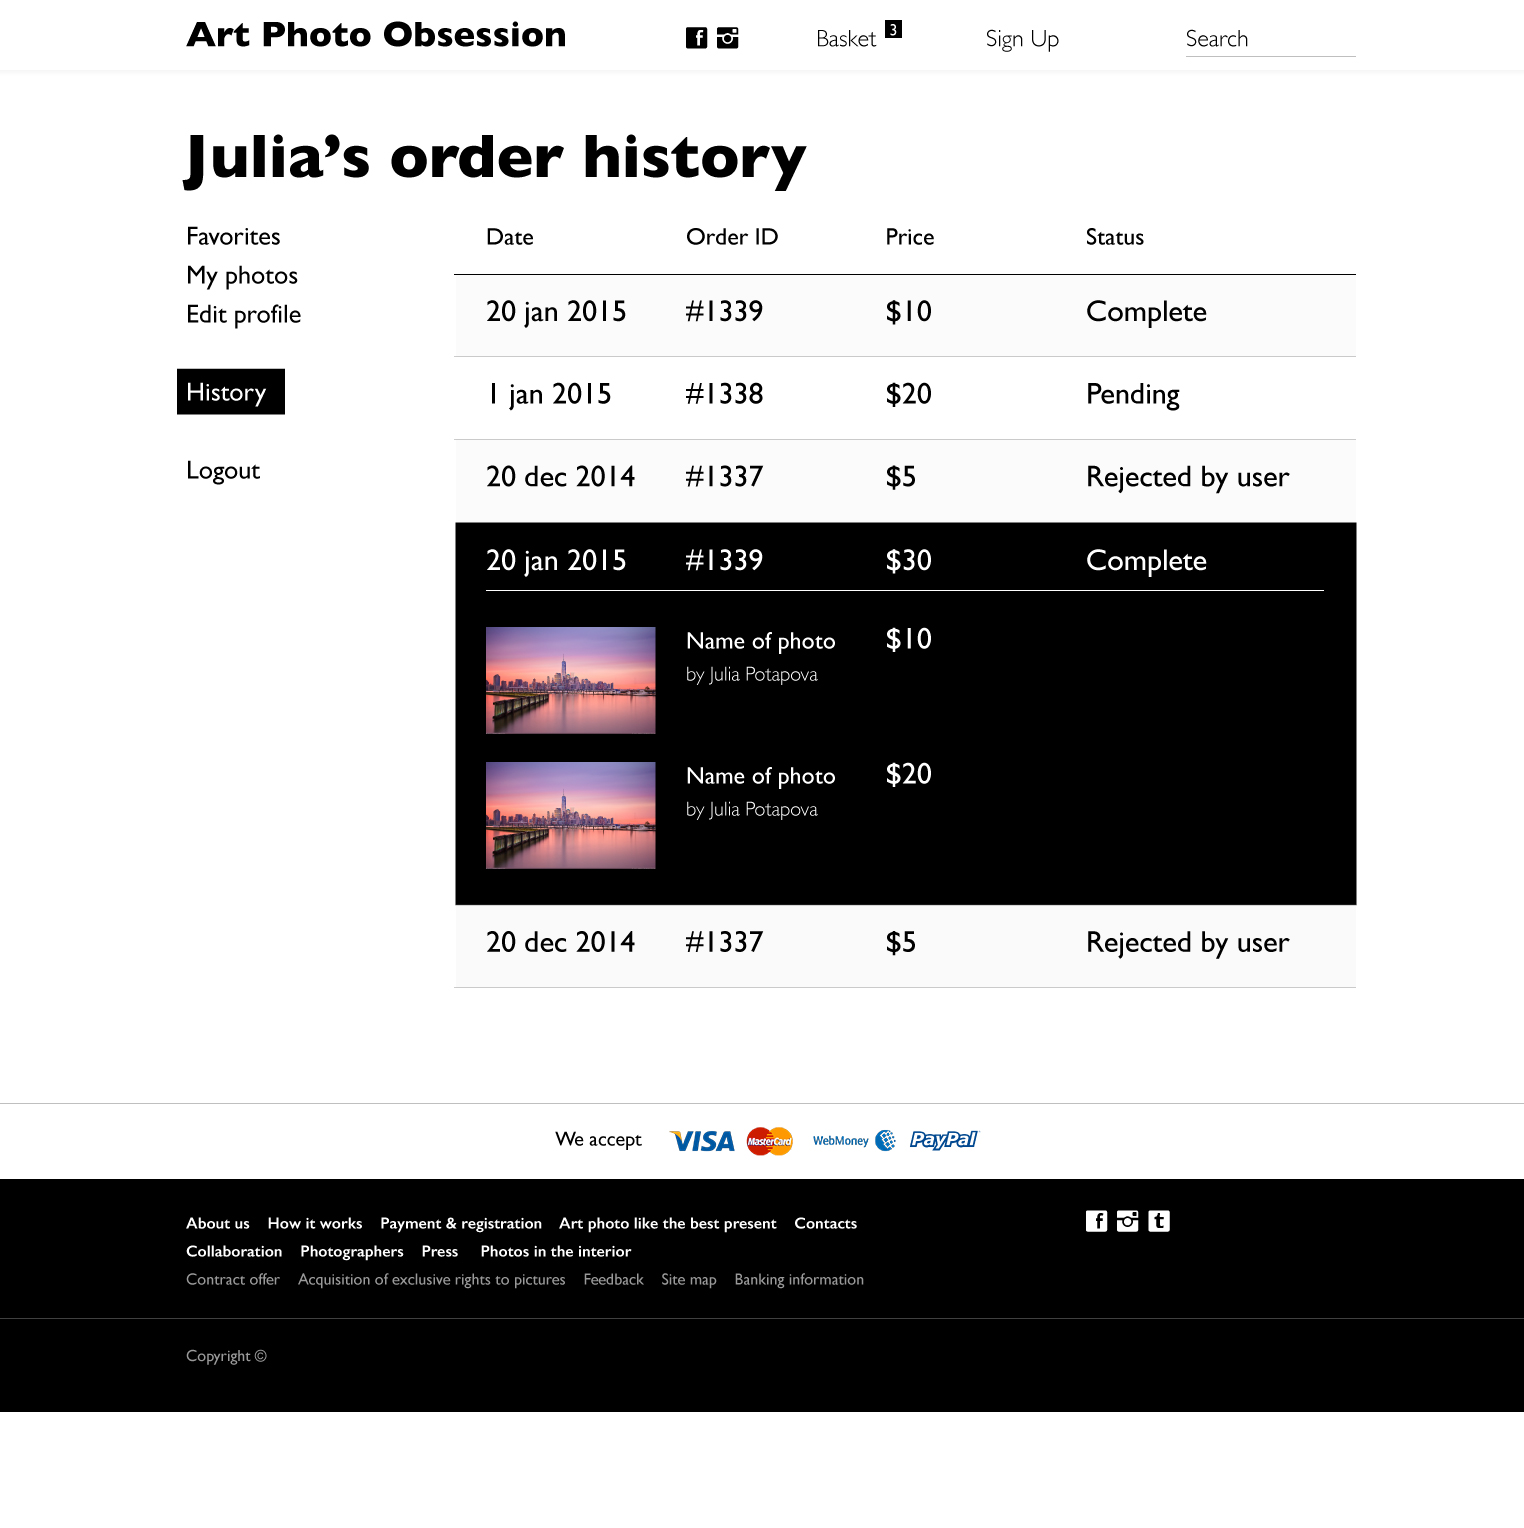 Art Photo Obsession
Basket 3
Sign Up
Search
Julia’s order history
Favorites
My photos
Edit profile
History
Logout
Date Order ID Price Status
20 jan 2015 #1339 $10 Complete
1 jan 2015 #1338 $20 Pending
20 dec 2014 #1337 $5 Rejected by user
20 jan 2015 #1339 $30 Complete
Name of photo $10
by Julia Potapova
Name of photo $20
by Julia Potapova
20 dec 2014 #1337 $5 Rejected by user
We accept VISA MasterCard WebMoney PayPal
About us How it works Payment & registration Art photo like the best present Contacts
Collaboration Photographers Press Photos in the interior
Contract offer Acquisition of exclusive rights to pictures Feedback Site map Banking information
Copyright ©